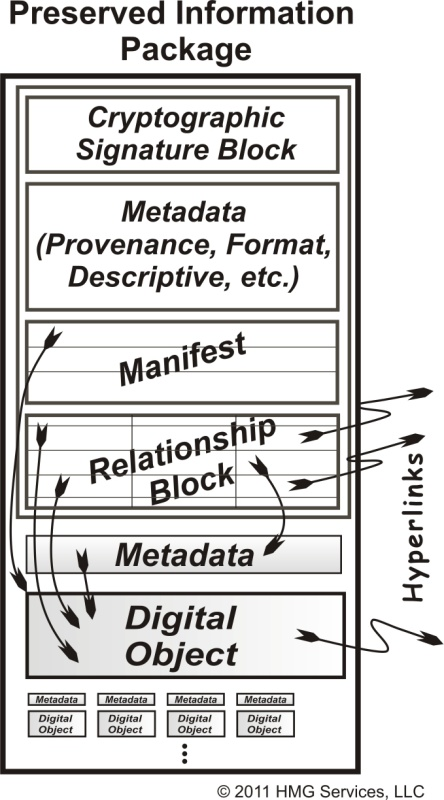 Preserved Information
Package
Cryptographic
Signature Block
Metadata
(Provenance, Format,
Descriptive, etc.)
Manifest
Relationship
Block
Hyperlinks
Metadata
Digital
Object
Metadata Metadata Metadata Metadata
Digital Digital Digital Digital
Object Object Object Object
© 2011 HMG Services, LLC